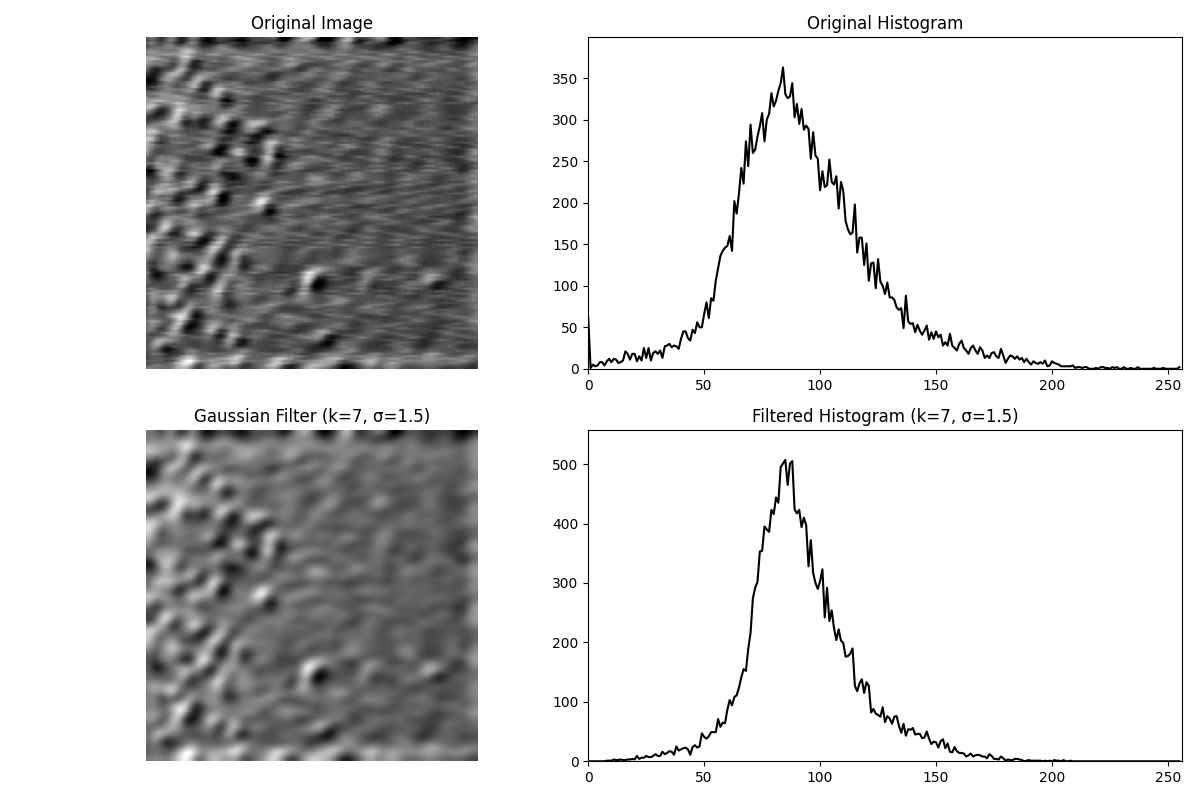 Original Image
Original Histogram
350
300
250
200
150
100
50
0
0 50 100 150 200 250
Gaussian Filter (k=7, σ=1.5)
Filtered Histogram (k=7, σ=1.5)
500
400
300
200
100
0
0 50 100 150 200 250